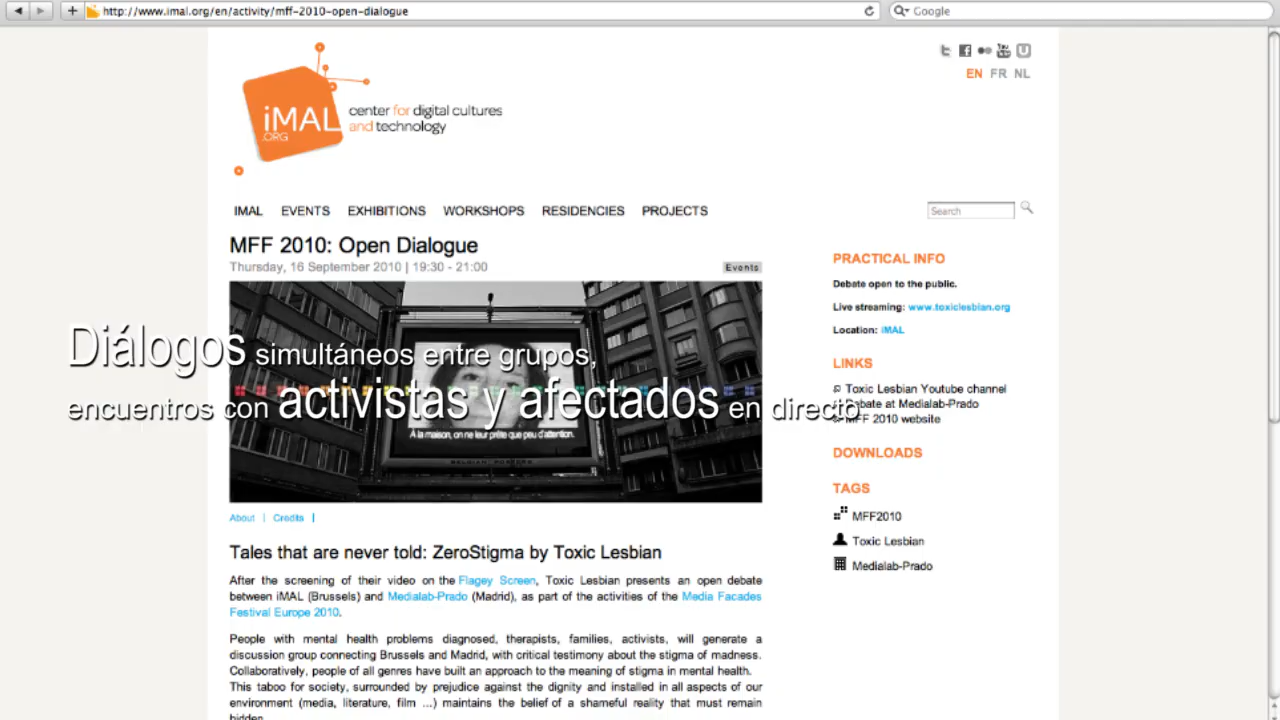 http://www.imal.org/en/activity/mff-2010-open-dialogue
Google
EN FR NL
iMAL
.ORG
center for digital cultures
and technology
IMAL EVENTS EXHIBITIONS WORKSHOPS RESIDENCIES PROJECTS
Search
MFF 2010: Open Dialogue
Thursday, 16 September 2010 | 19:30 - 21:00
Events
Diálogos simultáneos entre grupos,
encuentros con activistas y afectados en directo
A la maison, on ne leur prête que peu d'attention.
About | Credits |
Tales that are never told: ZeroStigma by Toxic Lesbian
After the screening of their video on the Flagey Screen, Toxic Lesbian presents an open debate
between iMAL (Brussels) and Medialab-Prado (Madrid), as part of the activities of the Media Facades
Festival Europe 2010.
People with mental health problems diagnosed, therapists, families, activists, will generate a
discussion group connecting Brussels and Madrid, with critical testimony about the stigma of madness.
Collaboratively, people of all genres have built an approach to the meaning of stigma in mental health.
This taboo for society, surrounded by prejudice against the dignity and installed in all aspects of our
environment (media, literature, film ...) maintains the belief of a shameful reality that must remain
hidden
PRACTICAL INFO
Debate open to the public.
Live streaming: www.toxiclesbian.org
Location: iMAL
LINKS
Toxic Lesbian Youtube channel
Debate at Medialab-Prado
MFF 2010 website
DOWNLOADS
TAGS
MFF2010
Toxic Lesbian
Medialab-Prado